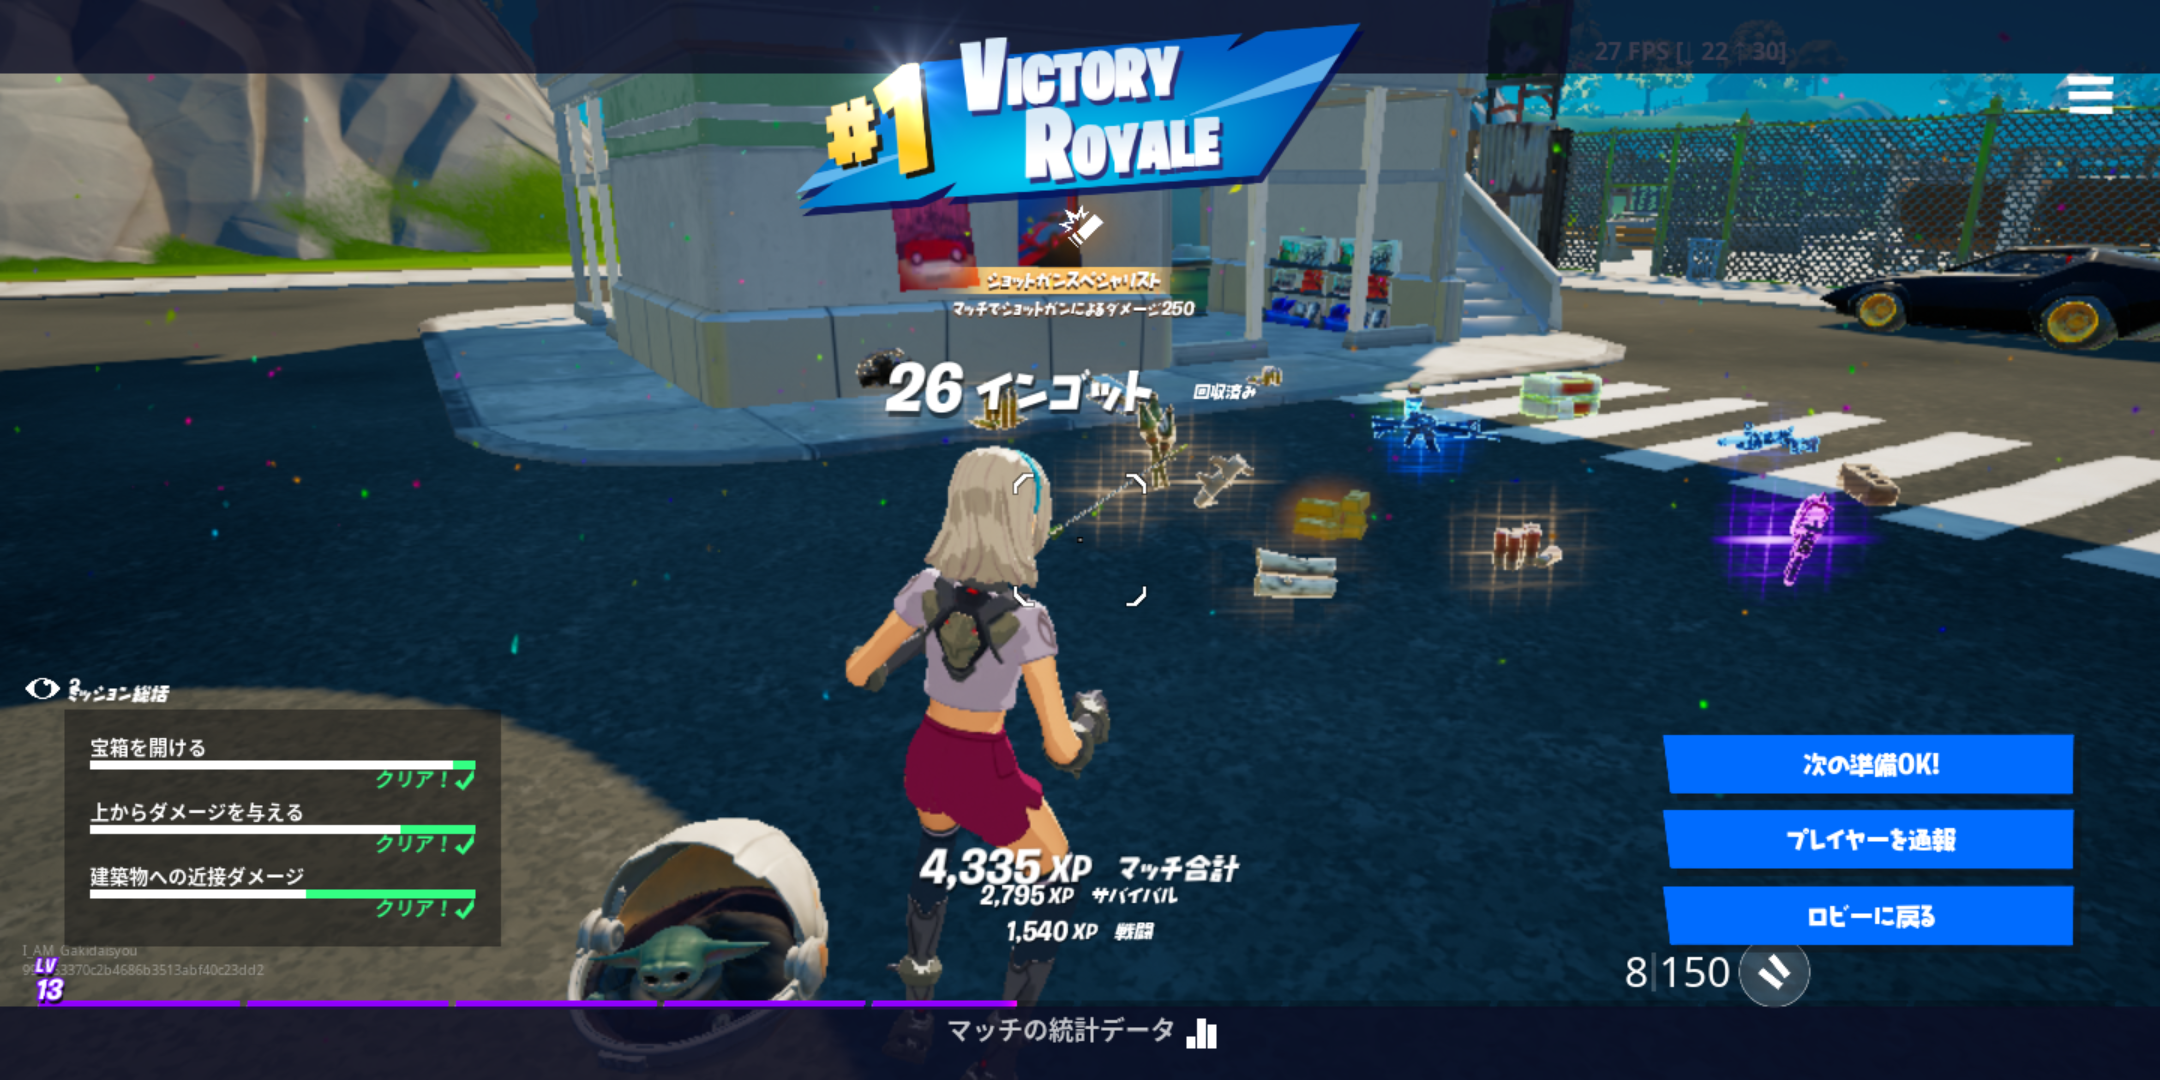 27 FPS [↓ 22 ↑ 30]
#1 VICTORY
ROYALE
ショットガンスペシャリスト
マッチでショットガンによるダメージ250
26 インゴット 回収済み
2
ミッション総括
宝箱を開ける
クリア!
上からダメージを与える
クリア!
建築物への近接ダメージ
クリア!
次の準備OK!
プレイヤーを通報
ロビーに戻る
4,335 XP マッチ合計
2,795 XP サバイバル
1,540 XP 戦闘
I AM Gakidaisyou
3370c2b4686b3513abf40c23dd2
LV
13
8|150
マッチの統計データ